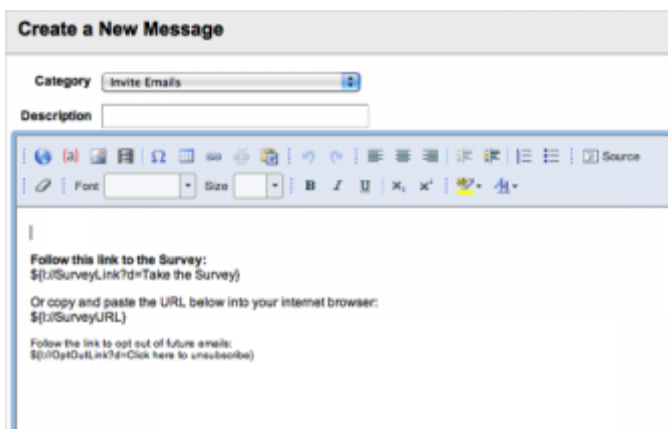 Create a New Message
Category Invite Emails
Description
{a} Ω Source
Font Size B I U X₂ X²
Follow this link to the Survey:
${l://SurveyLink?d=Take the Survey}
Or copy and paste the URL below into your internet browser:
${l://SurveyURL}
Follow the link to opt out of future emails:
${l://OptOutLink?d=Click here to unsubscribe}